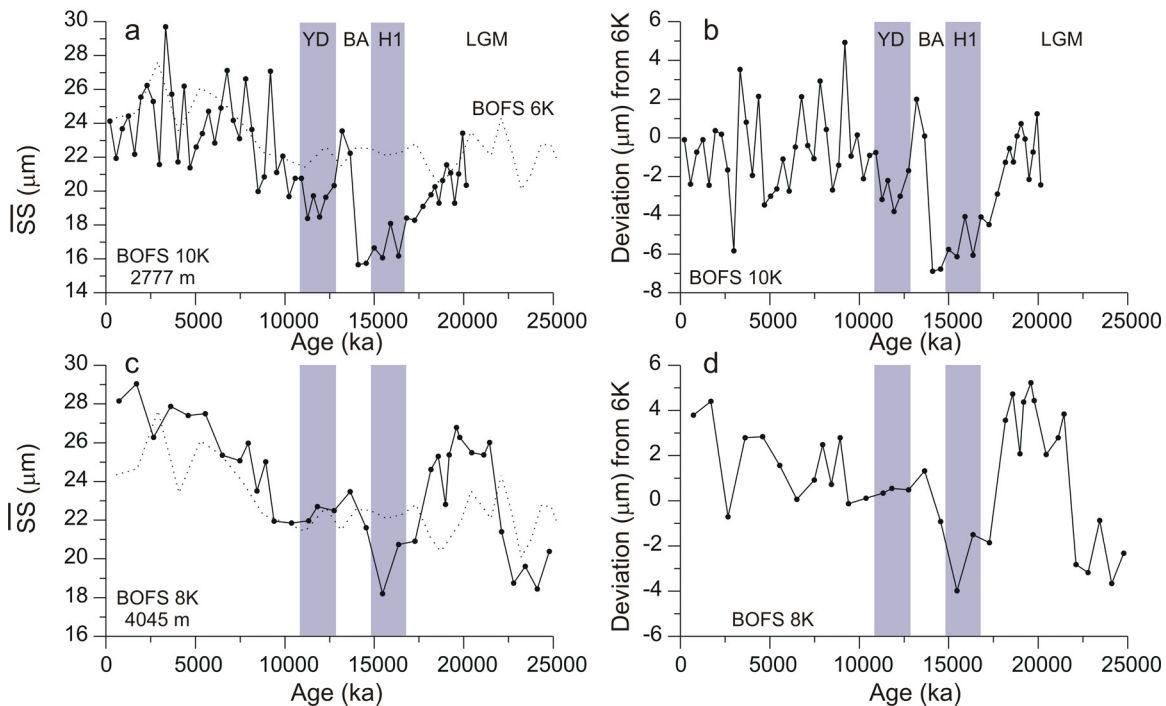 a
YD
BA
H1
LGM
30
28
26
24
22
20
18
16
14
SS (μm)
BOFS 6K
BOFS 10K
2777 m
0
5000
10000
15000
20000
25000
Age (ka)
b
YD
BA
H1
LGM
6
4
2
0
-2
-4
-6
-8
Deviation (μm) from 6K
BOFS 10K
0
5000
10000
15000
20000
25000
Age (ka)
c
30
28
26
24
22
20
18
16
SS (μm)
BOFS 8K
4045 m
0
5000
10000
15000
20000
25000
Age (ka)
d
6
4
2
0
-2
-4
-6
Deviation (μm) from 6K
BOFS 8K
0
5000
10000
15000
20000
25000
Age (ka)